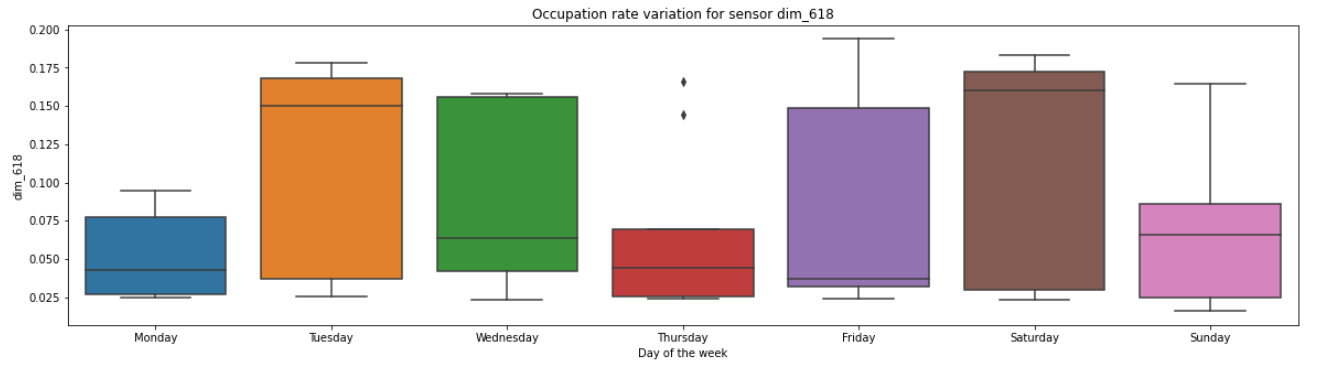 Occupation rate variation for sensor dim_618
0.200
0.175
0.150
0.125
0.100
0.075
0.050
0.025
dim_618
Monday Tuesday Wednesday Thursday Friday Saturday Sunday
Day of the week